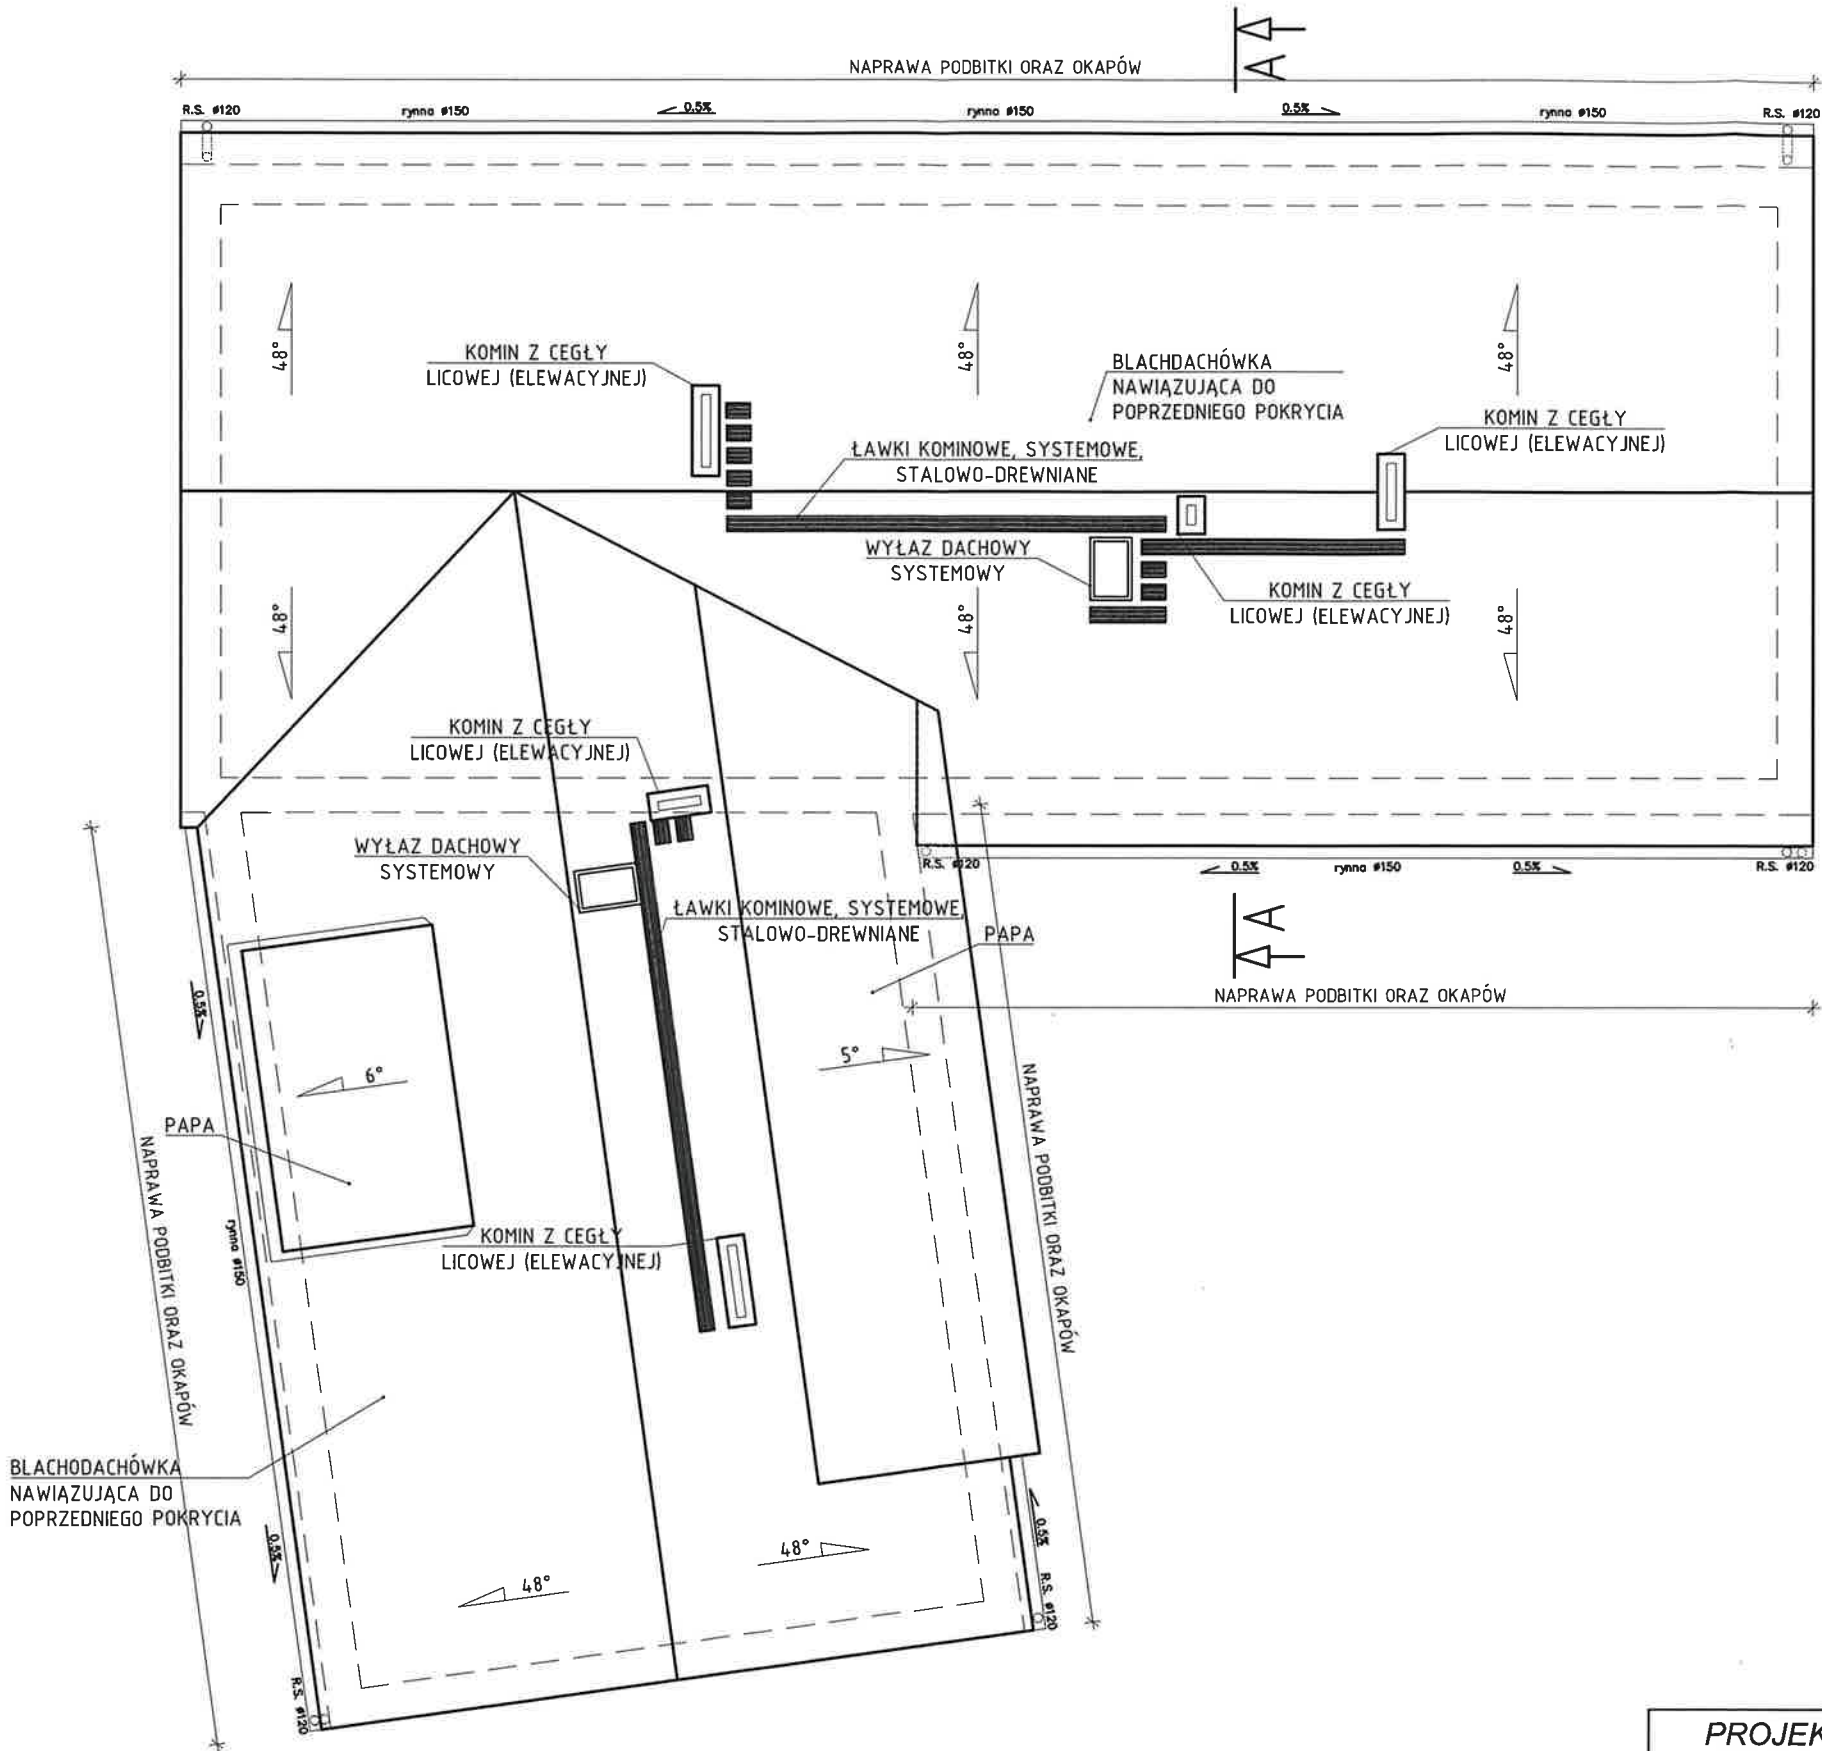 A
NAPRAWA PODBITKI ORAZ OKAPÓW
R.S. ø120
rynna ø150
0.5%
rynna ø150
0.5%
rynna ø150
R.S. ø120
48°
48°
48°
KOMIN Z CEGŁY
LICOWEJ (ELEWACYJNEJ)
BLACHDACHÓWKA
NAWIĄZUJĄCA DO
POPRZEDNIEGO POKRYCIA
KOMIN Z CEGŁY
LICOWEJ (ELEWACYJNEJ)
ŁAWKI KOMINOWE, SYSTEMOWE,
STALOWO-DREWNIANE
WYŁAZ DACHOWY
SYSTEMOWY
KOMIN Z CEGŁY
LICOWEJ (ELEWACYJNEJ)
48°
48°
48°
KOMIN Z CEGŁY
LICOWEJ (ELEWACYJNEJ)
WYŁAZ DACHOWY
SYSTEMOWY
R.S. ø120
0.5%
rynna ø150
0.5%
R.S. ø120
ŁAWKI KOMINOWE, SYSTEMOWE,
STALOWO-DREWNIANE
PAPA
A
NAPRAWA PODBITKI ORAZ OKAPÓW
0.5%
6°
5°
PAPA
NAPRAWA PODBITKI ORAZ OKAPÓW
NAPRAWA PODBITKI ORAZ OKAPÓW
rynna ø150
KOMIN Z CEGŁY
LICOWEJ (ELEWACYJNEJ)
BLACHODACHÓWKA
NAWIĄZUJĄCA DO
POPRZEDNIEGO POKRYCIA
0.5%
0.5%
48°
48°
R.S. ø120
R.S. ø120
PROJEK